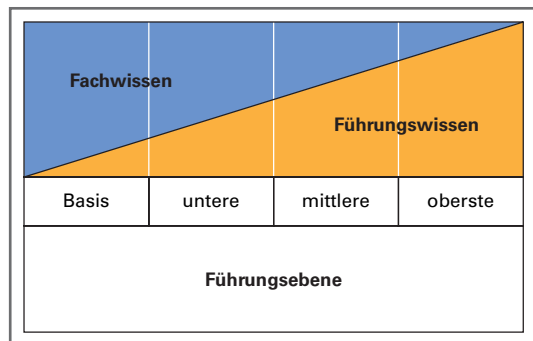 Fachwissen
Führungswissen
Basis untere mittlere oberste
Führungsebene